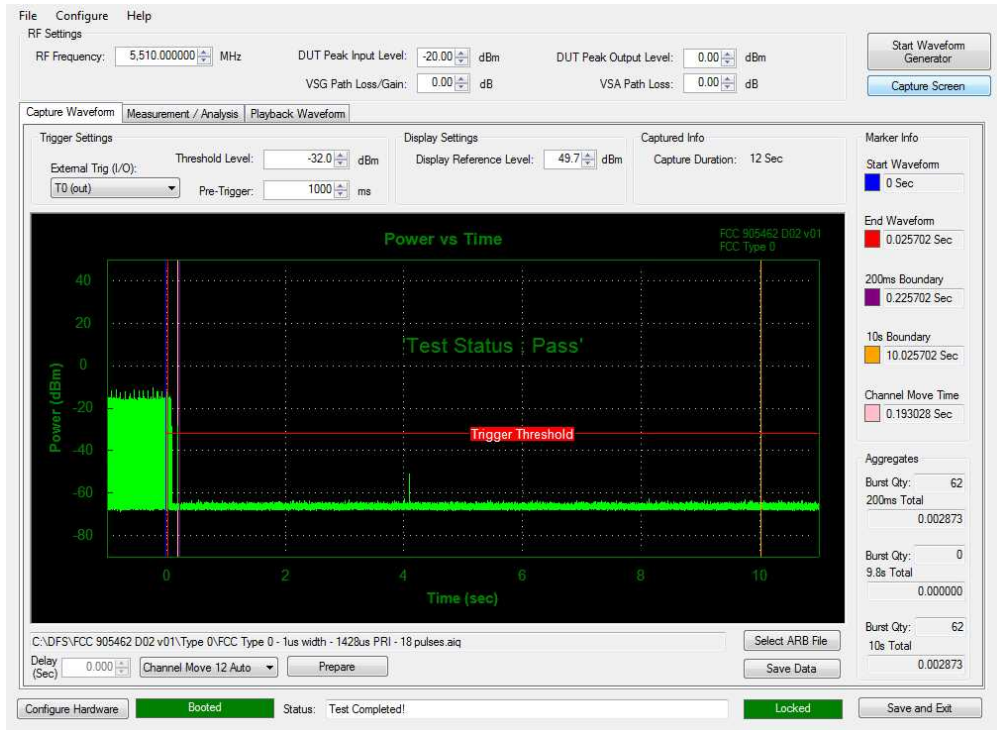 File Configure Help
RF Settings
RF Frequency: 5,510.000000 MHz DUT Peak Input Level: -20.00 dBm DUT Peak Output Level: 0.00 dBm
VSG Path Loss/Gain: 0.00 dB VSA Path Loss: 0.00 dB
Start Waveform
Generator
Capture Screen
Capture Waveform Measurement / Analysis Playback Waveform
Trigger Settings
External Trig (I/O):
T0 (out)
Threshold Level: -32.0 dBm
Pre-Trigger: 1000 ms
Display Settings
Display Reference Level: 49.7 dBm
Captured Info
Capture Duration: 12 Sec
Marker Info
Start Waveform
0 Sec
End Waveform
0.025702 Sec
200ms Boundary
0.225702 Sec
10s Boundary
10.025702 Sec
Channel Move Time
0.193028 Sec
Aggregates
Burst Qty: 62
200ms Total
0.002873
Burst Qty: 0
9.8s Total
0.000000
Burst Qty: 62
10s Total
0.002873
Power vs Time
FCC 905462 D02 v01
FCC Type 0
'Test Status : Pass'
Trigger Threshold
Power (dBm)
40
20
0
-20
-40
-60
-80
0 2 4 6 8 10
Time (sec)
C:\DFS\FCC 905462 D02 v01\Type 0\FCC Type 0 - 1us width - 1428us PRI - 18 pulses.aiq
Select ARB File
Delay
(Sec) 0.000 Channel Move 12 Auto Prepare Save Data
Configure Hardware Booted Status: Test Completed! Locked Save and Exit